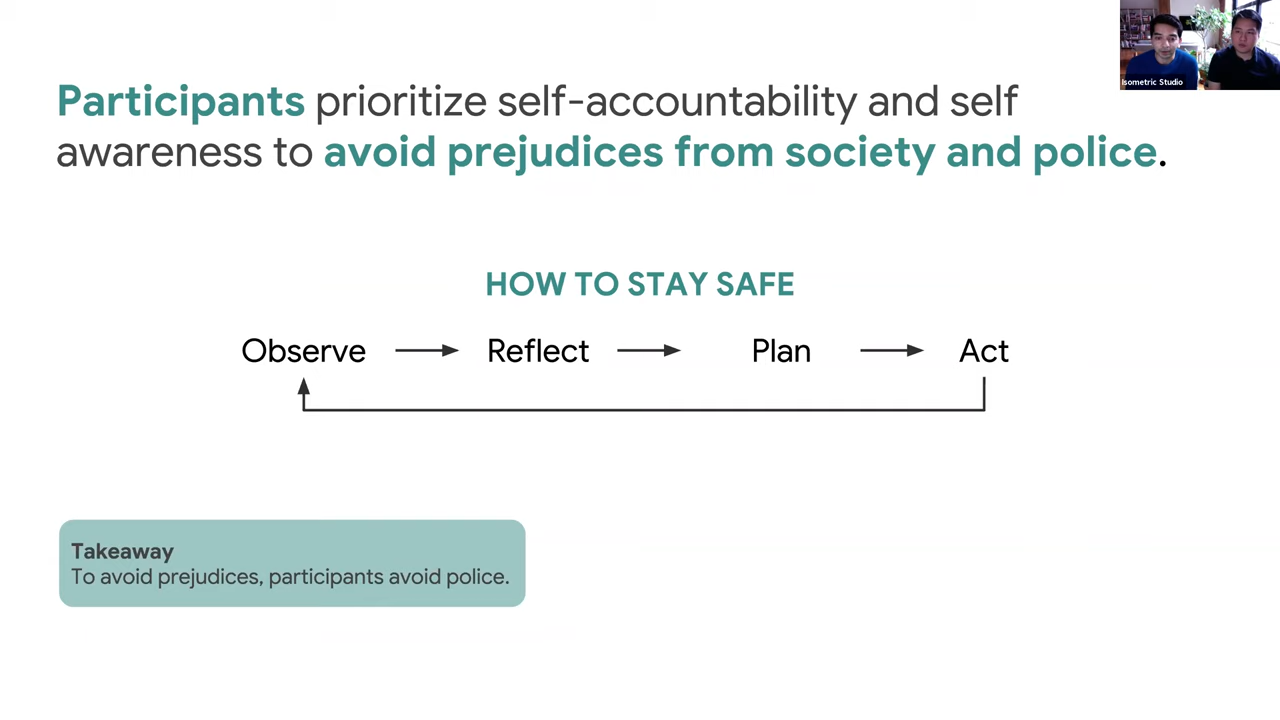 Isometric Studio
Participants prioritize self-accountability and self
awareness to avoid prejudices from society and police.
HOW TO STAY SAFE
Observe Reflect Plan Act
Takeaway
To avoid prejudices, participants avoid police.